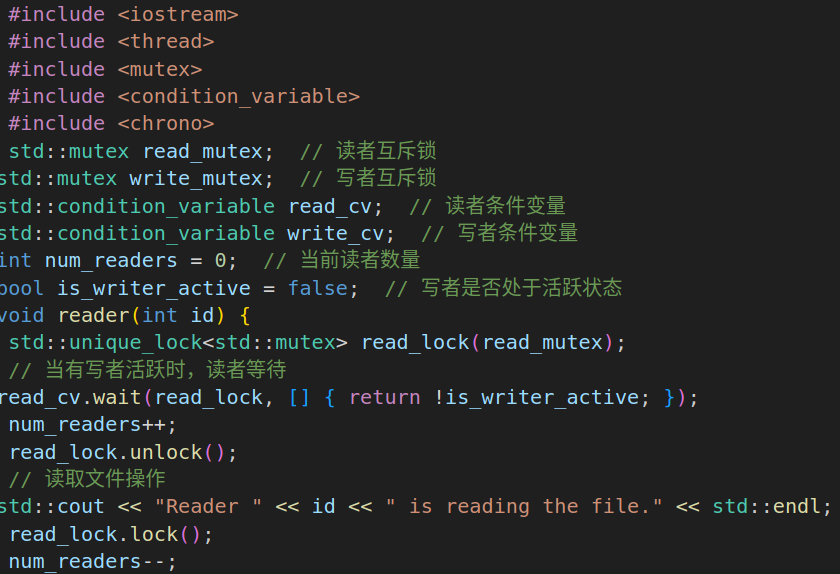 #include <iostream>
#include <thread>
#include <mutex>
#include <condition_variable>
#include <chrono>
std::mutex read_mutex;  // 读者互斥锁
std::mutex write_mutex;  // 写者互斥锁
std::condition_variable read_cv;  // 读者条件变量
std::condition_variable write_cv;  // 写者条件变量
int num_readers = 0;  // 当前读者数量
bool is_writer_active = false;  // 写者是否处于活跃状态
void reader(int id) {
std::unique_lock<std::mutex> read_lock(read_mutex);
// 当有写者活跃时，读者等待
read_cv.wait(read_lock, [] { return !is_writer_active; });
num_readers++;
read_lock.unlock();
// 读取文件操作
std::cout << "Reader " << id << " is reading the file." << std::endl;
read_lock.lock();
num_readers--;